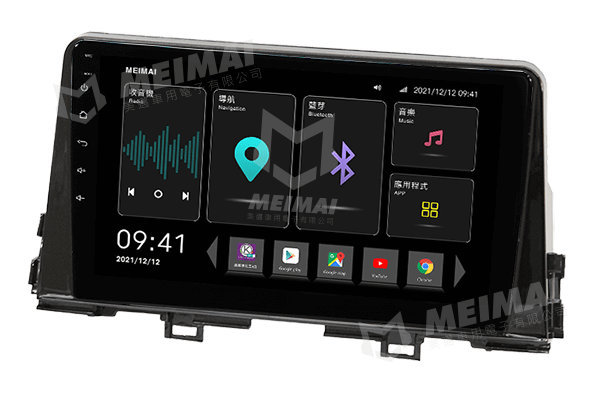 MEIMAI
2021/12/12 09:41
收音機
Radio
導航
Navigation
藍芽
Bluetooth
音樂
Music
應用程式
APP
09:41
2021/12/12
Google play
Google map
YouTube
Chrome
MEIMAI
MEIMAI
MEIMAI